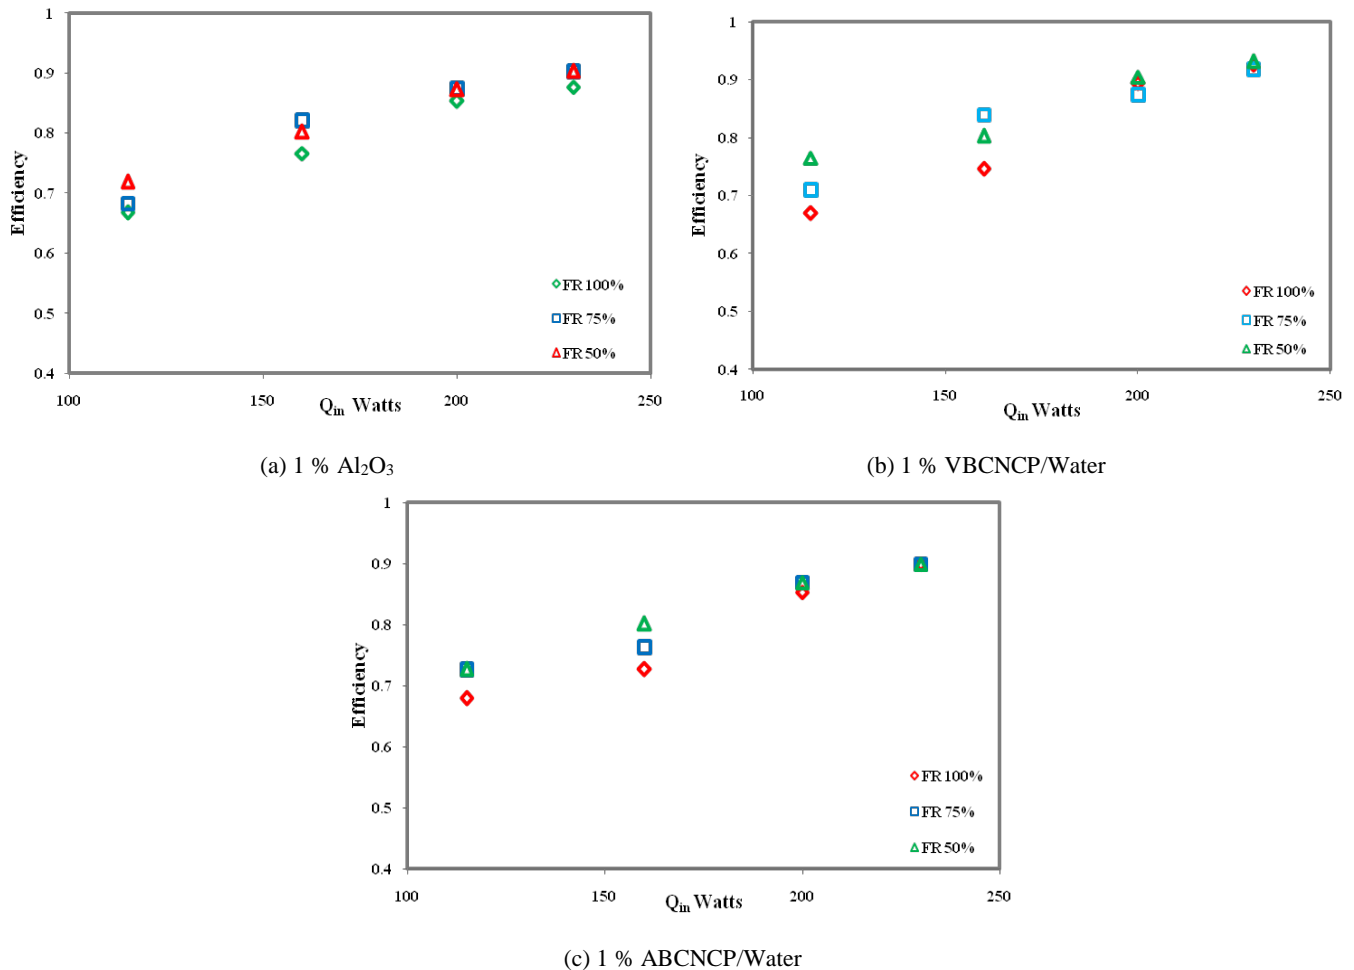 1
0.9
0.8
0.7
0.6
0.5
0.4
Efficiency
100
150
200
250
Q_in Watts
FR 100%
FR 75%
FR 50%
(a) 1 % Al₂O₃
1
0.9
0.8
0.7
0.6
0.5
0.4
Efficiency
100
150
200
250
Q_in Watts
FR 100%
FR 75%
FR 50%
(b) 1 % VBCNCP/Water
1
0.9
0.8
0.7
0.6
0.5
0.4
Efficiency
100
150
200
250
Q_in Watts
FR 100%
FR 75%
FR 50%
(c) 1 % ABCNCP/Water